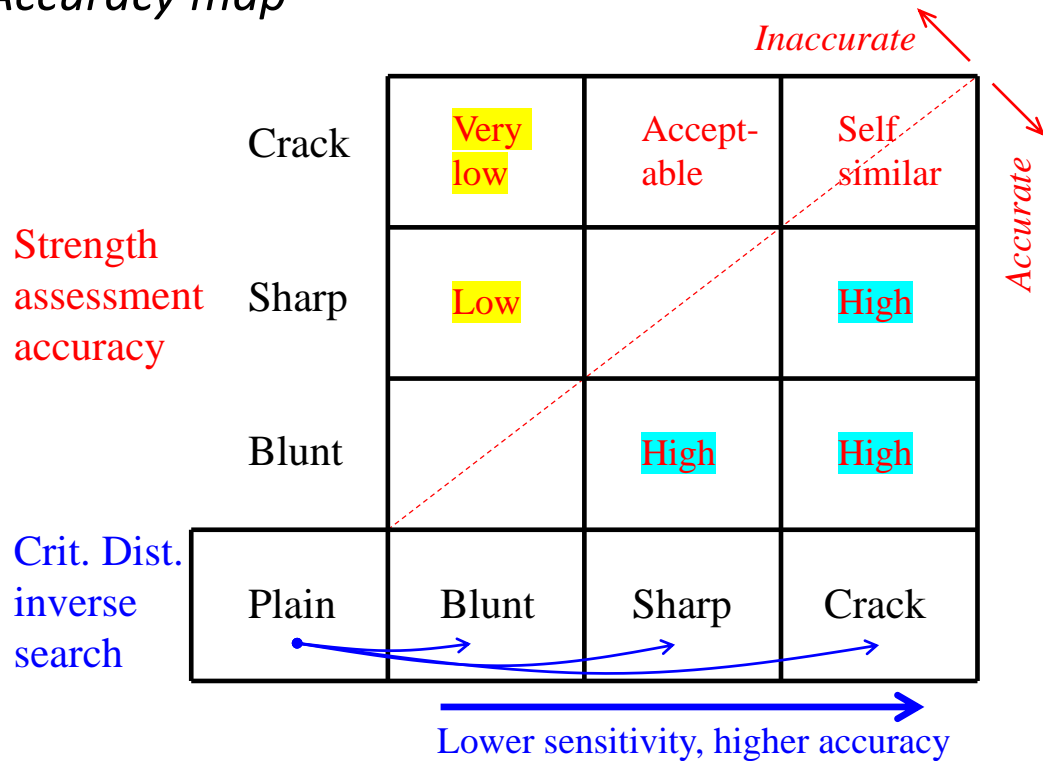 Accuracy map
Inaccurate
Accurate
Crack
Very
low
Accept-
able
Self
similar
Strength
assessment
accuracy
Sharp
Low
High
Blunt
High
High
Crit. Dist.
inverse
search
Plain
Blunt
Sharp
Crack
Lower sensitivity, higher accuracy